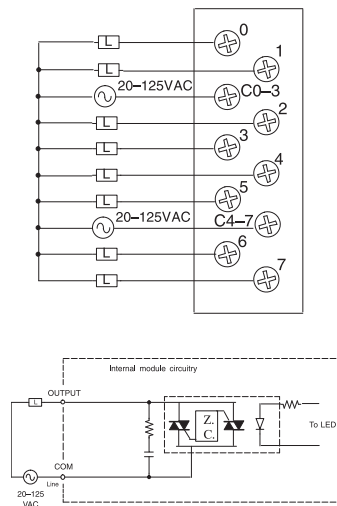 L 0
L 1
20–125VAC C0–3
L 2
L 3
L 4
L 5
20–125VAC C4–7
L 6
L 7
Internal module circuitry
OUTPUT
L
Z.
C.
To LED
COM
Line
20–125
VAC